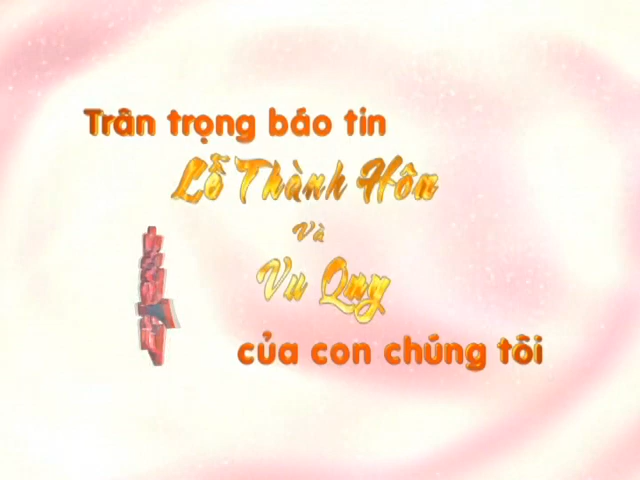 Trân trọng báo tin
Lễ Thành Hôn
Và
Vu Quy
của con chúng tôi